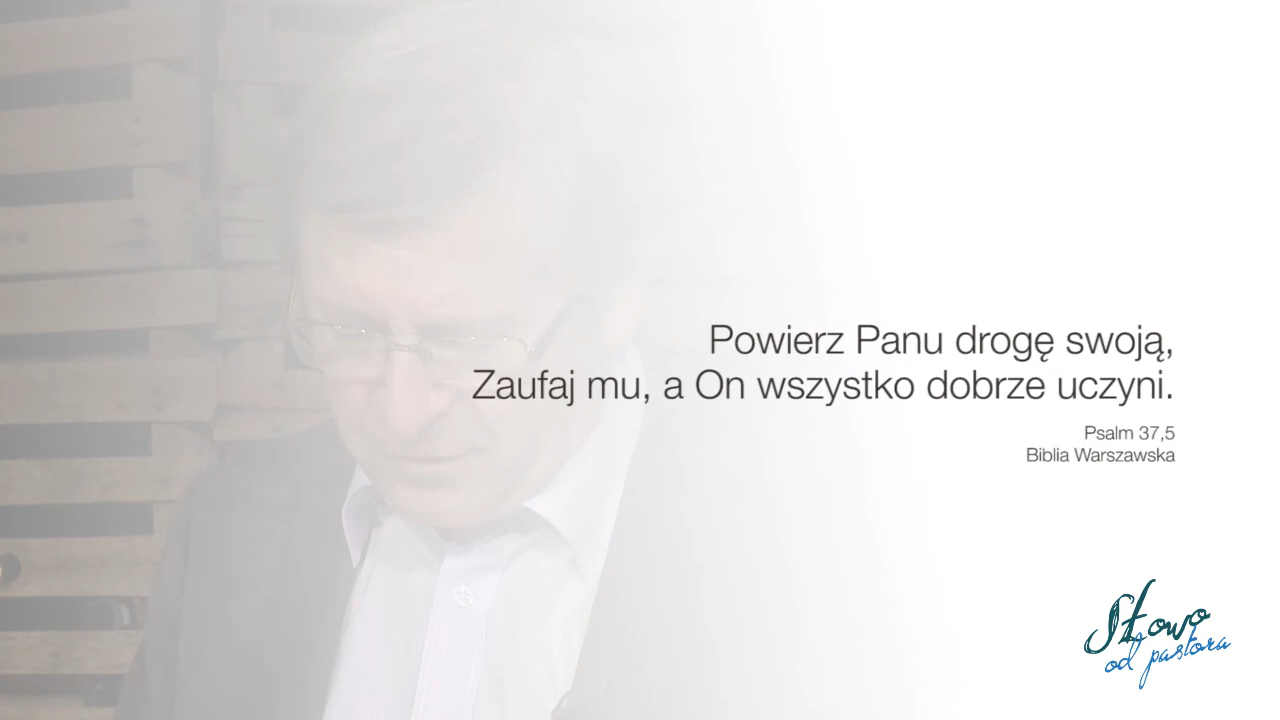 Powierz Panu drogę swoją,
Zaufaj mu, a On wszystko dobrze uczyni.
Psalm 37,5
Biblia Warszawska
Słowo
od pastora